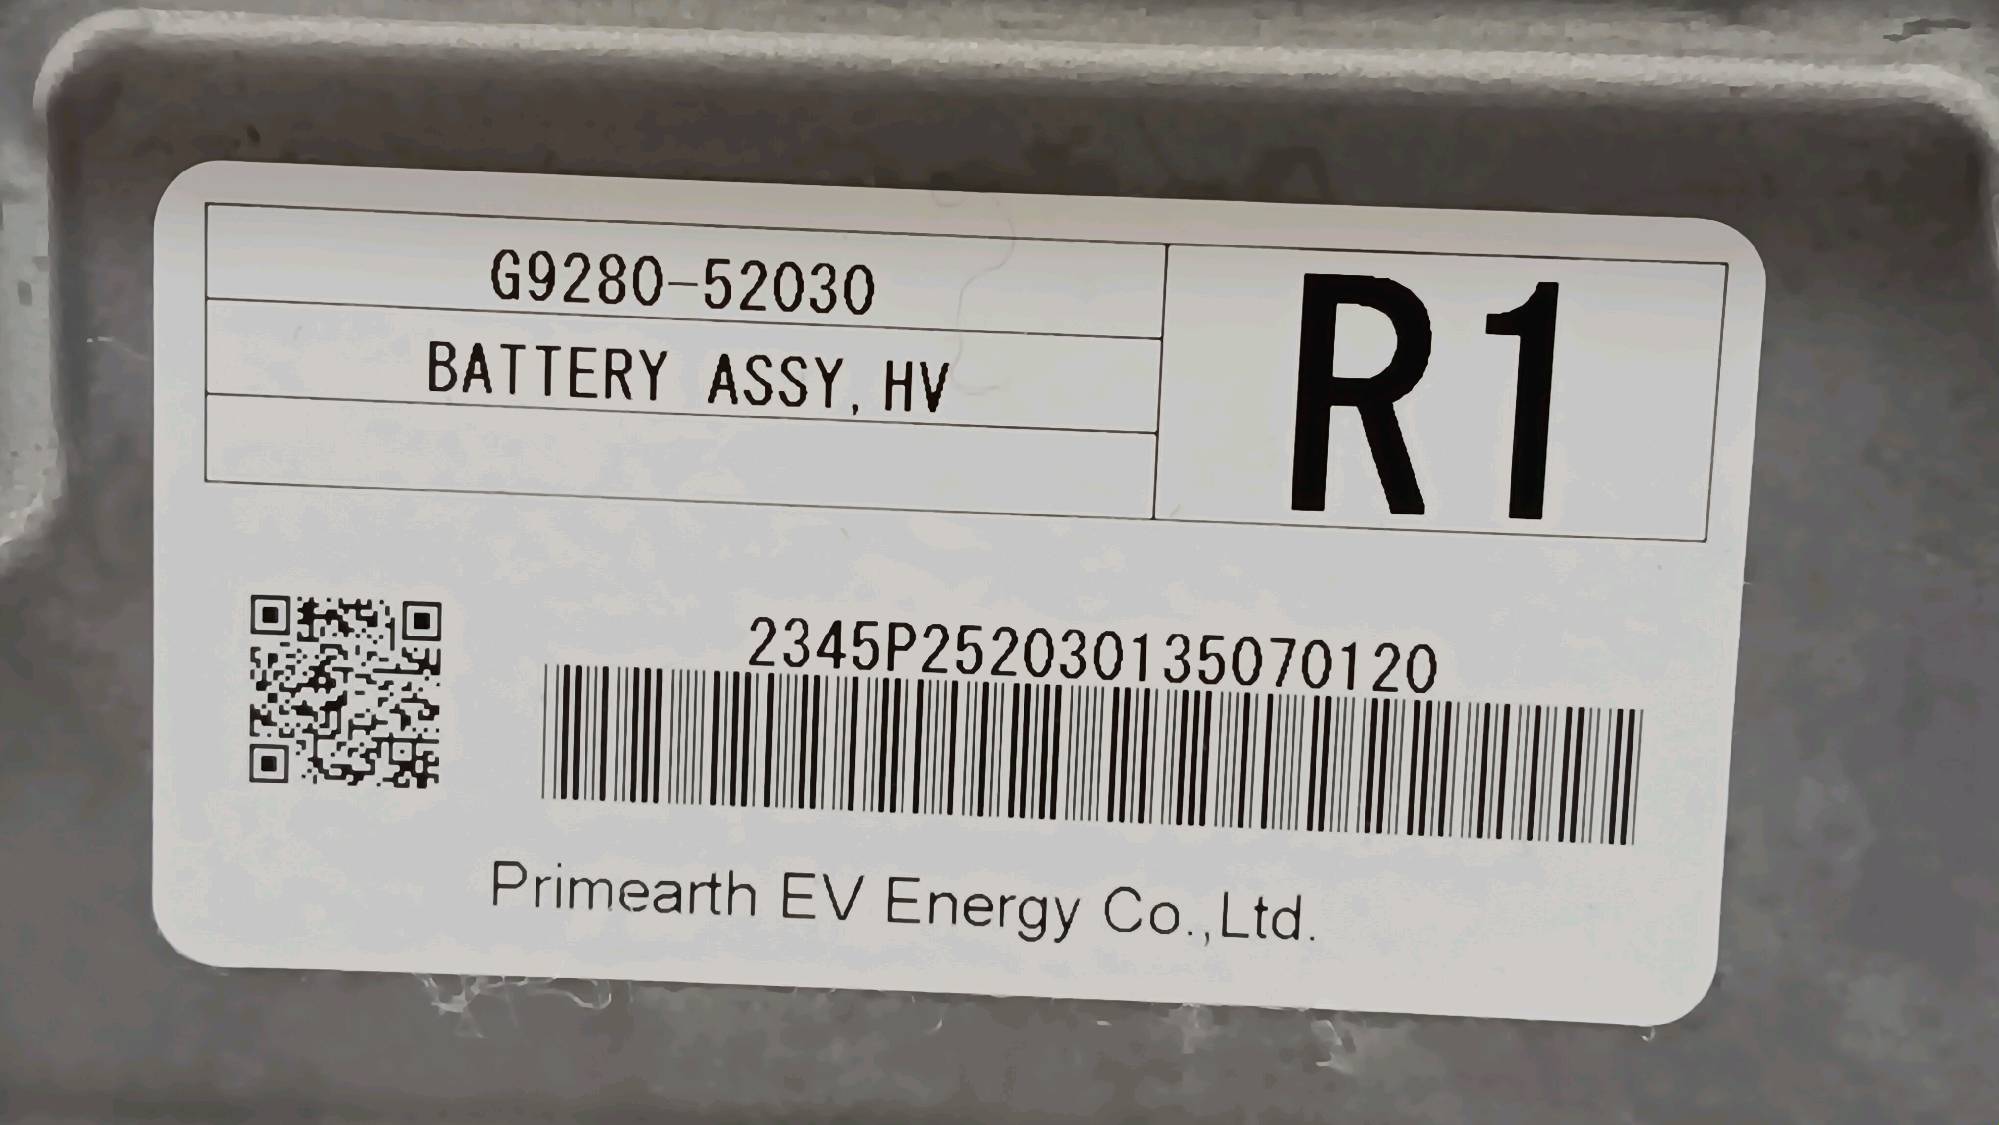 G9280-52030
BATTERY ASSY, HV
R1
2345P252030135070120
Primearth EV Energy Co.,Ltd.